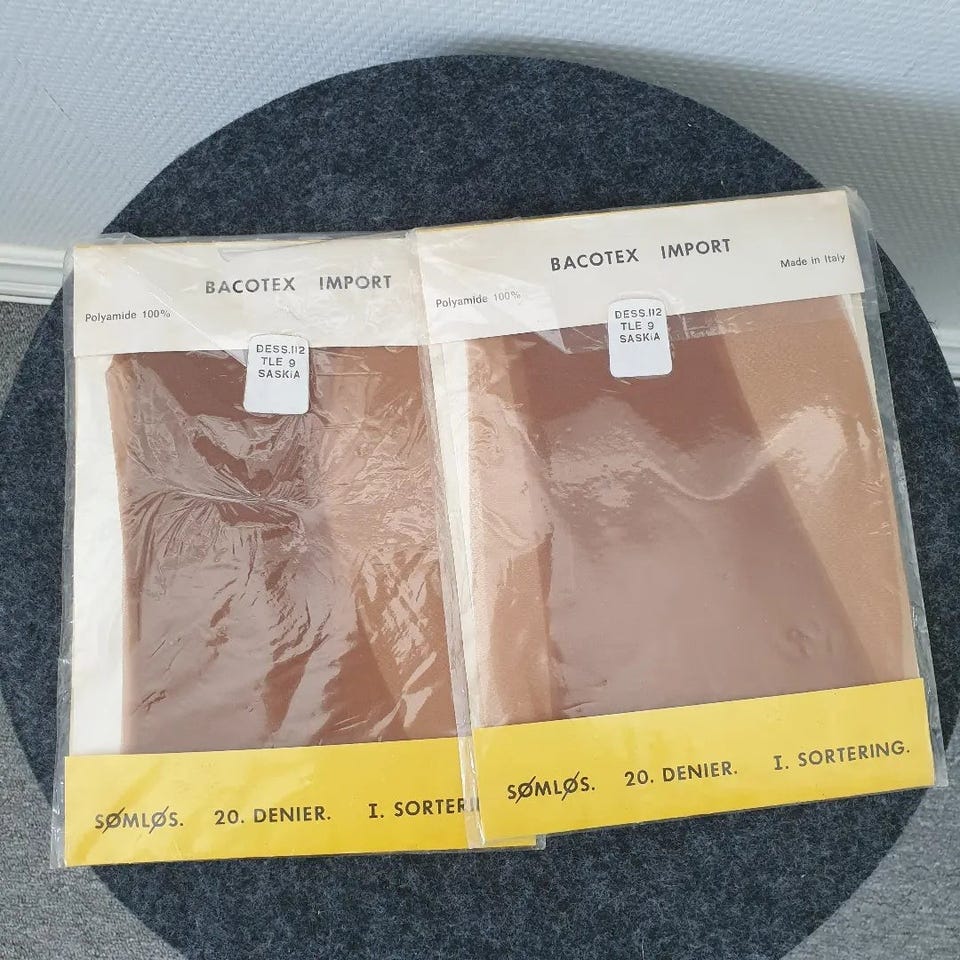 BACOTEX IMPORT
Polyamide 100%
DESS.112
TLE 9
SASKiA
SØMLØS. 20. DENIER. I. SORTERI
BACOTEX IMPORT
Polyamide 100%
Made in Italy
DESS.112
TLE 9
SASKiA
SØMLØS. 20. DENIER. I. SORTERING.